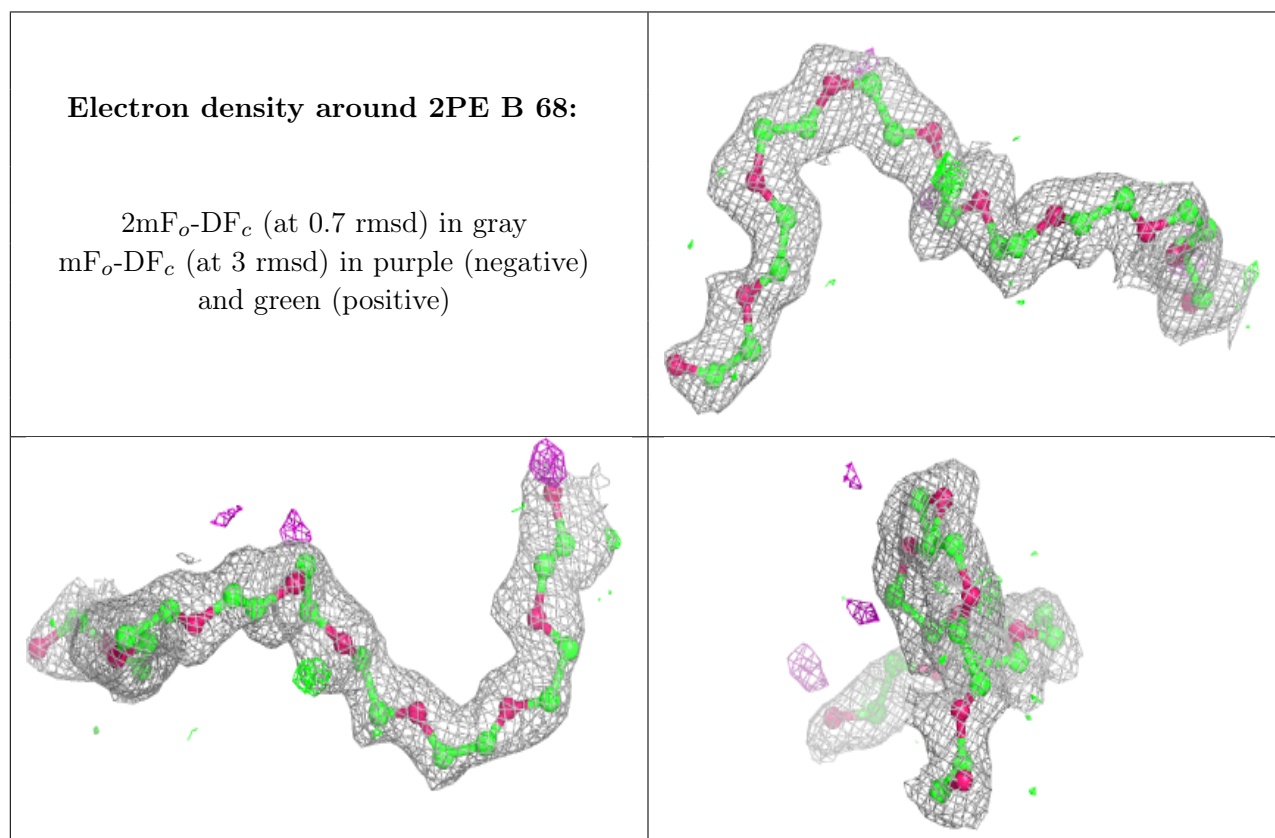 Electron density around 2PE B 68:
2mFo-DFc (at 0.7 rmsd) in gray
mFo-DFc (at 3 rmsd) in purple (negative)
and green (positive)